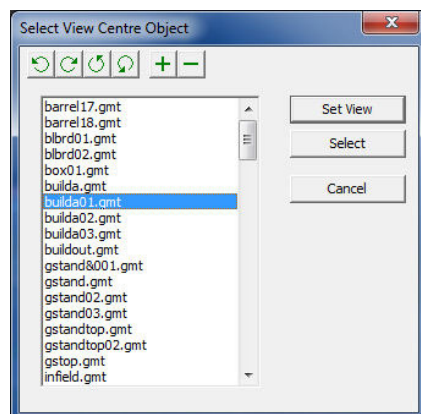 Select View Centre Object
barrel17.gmt
barrel18.gmt
blbrd01.gmt
blbrd02.gmt
box01.gmt
builda.gmt
builda01.gmt
builda02.gmt
builda03.gmt
buildout.gmt
gstand&001.gmt
gstand.gmt
gstand02.gmt
gstand03.gmt
gstandtop.gmt
gstandtop02.gmt
gstop.gmt
infield.gmt
Set View
Select
Cancel